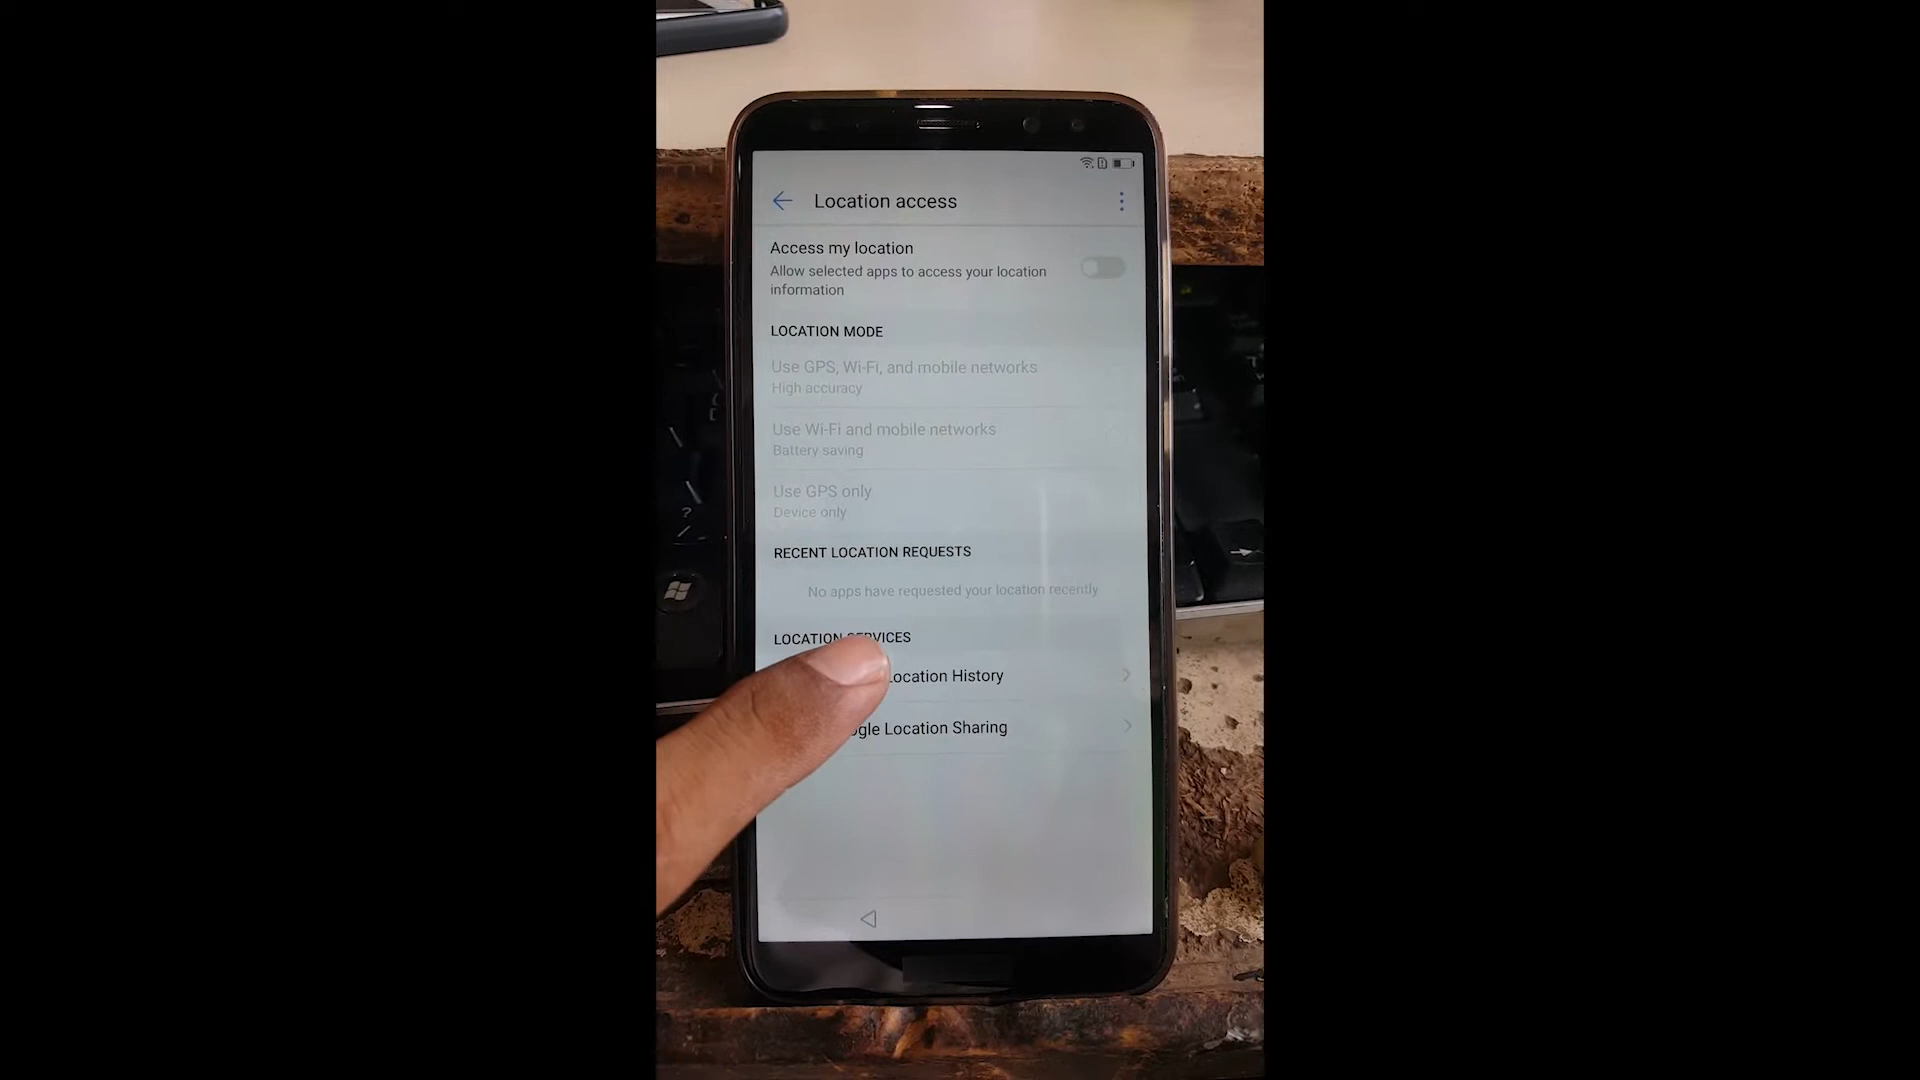 Location access
Access my location
Allow selected apps to access your location
information
LOCATION MODE
Use GPS, Wi-Fi, and mobile networks
High accuracy
Use Wi-Fi and mobile networks
Battery saving
Use GPS only
Device only
RECENT LOCATION REQUESTS
No apps have requested your location recently
LOCATION SERVICES
Location History
Location Sharing
?